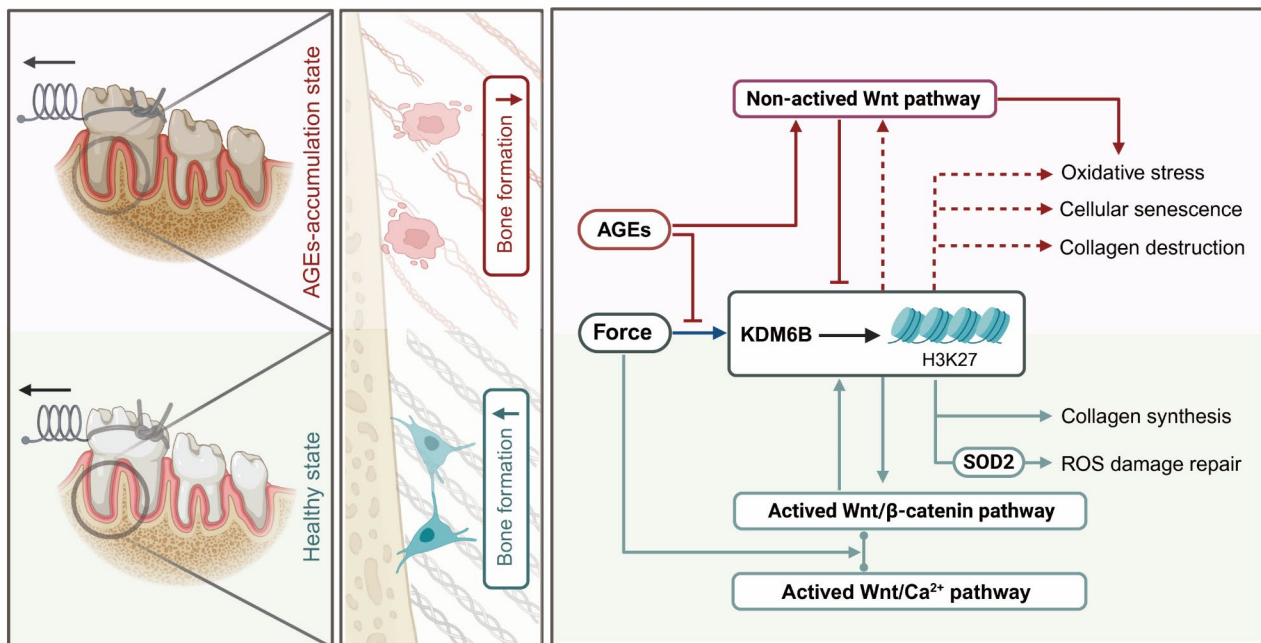 AGEs-accumulation state
Healthy state
Bone formation
Bone formation
Non-actived Wnt pathway
Oxidative stress
Cellular senescence
Collagen destruction
AGEs
Force
KDM6B
H3K27
Collagen synthesis
SOD2
ROS damage repair
Actived Wnt/β-catenin pathway
Actived Wnt/Ca²⁺ pathway